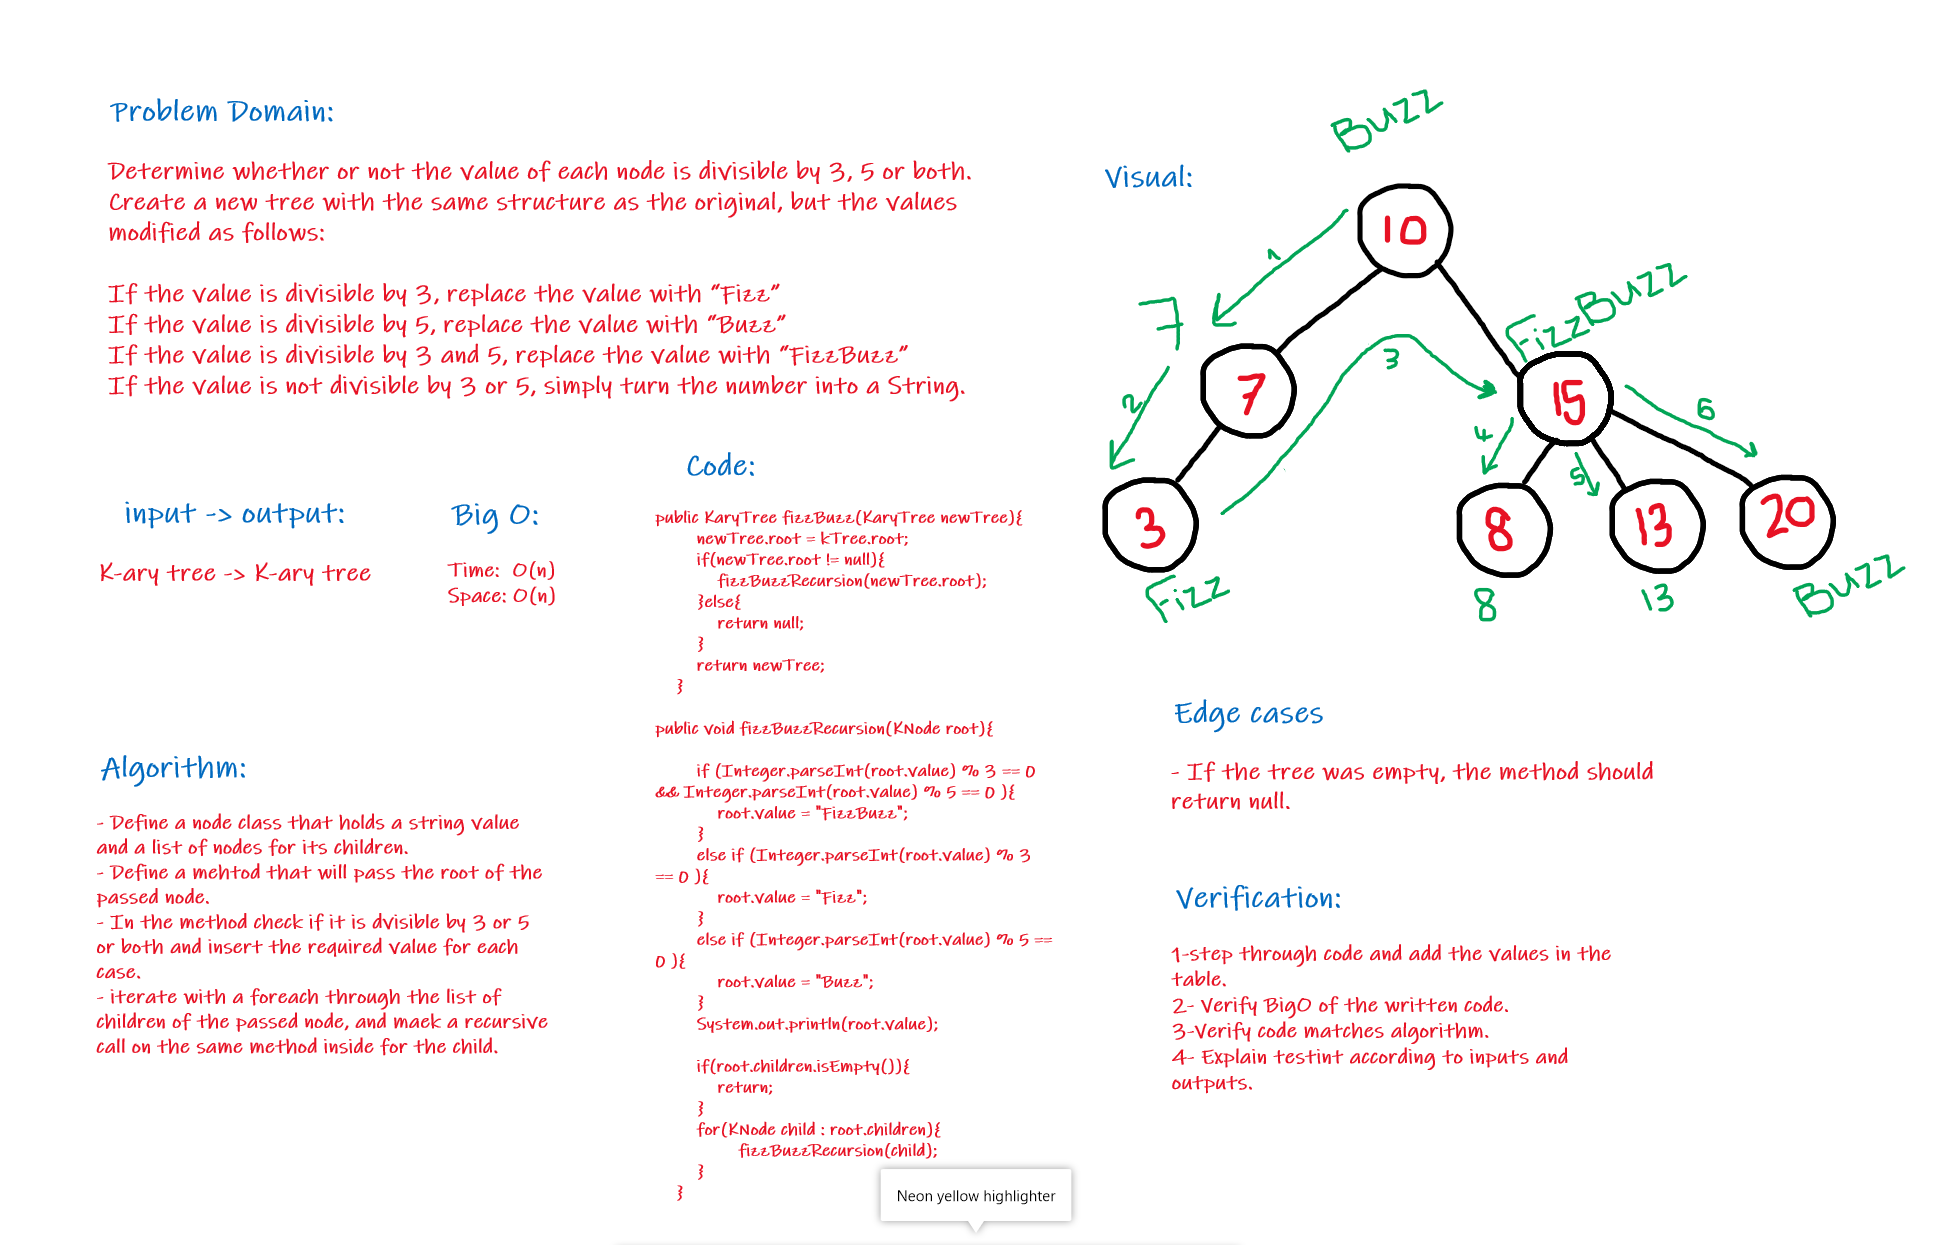 Problem Domain:
Determine whether or not the value of each node is divisible by 3, 5 or both.
Create a new tree with the same structure as the original, but the values
modified as follows:
If the value is divisible by 3, replace the value with “Fizz”
If the value is divisible by 5, replace the value with “Buzz”
If the value is divisible by 3 and 5, replace the value with “FizzBuzz”
If the value is not divisible by 3 or 5, simply turn the number into a String.
input -> output:
K-ary tree -> K-ary tree
Big O:
Time: O(n)
Space: O(n)
Algorithm:
- Define a node class that holds a string value
and a list of nodes for its children.
- Define a mehtod that will pass the root of the
passed node.
- In the method check if it is dvisible by 3 or 5
or both and insert the required value for each
case.
- iterate with a foreach through the list of
children of the passed node, and maek a recursive
call on the same method inside for the child.
Code:
public KaryTree fizzBuzz(KaryTree newTree){
newTree.root = kTree.root;
if(newTree.root != null){
fizzBuzzRecursion(newTree.root);
}else{
return null;
}
return newTree;
}
public void fizzBuzzRecursion(KNode root){
if (Integer.parseInt(root.value) % 3 == 0
&& Integer.parseInt(root.value) % 5 == 0 ){
root.value = "FizzBuzz";
}
else if (Integer.parseInt(root.value) % 3
== 0 ){
root.value = "Fizz";
}
else if (Integer.parseInt(root.value) % 5 ==
0 ){
root.value = "Buzz";
}
System.out.println(root.value);
if(root.children.isEmpty()){
return;
}
for(KNode child : root.children){
fizzBuzzRecursion(child);
}
}
Visual:
Buzz
10
1
7
FizzBuzz
7
3
15
2
4
5
6
3
8
13
20
Fizz
8
13
Buzz
Edge cases
- If the tree was empty, the method should
return null.
Verification:
1-step through code and add the values in the
table.
2- Verify BigO of the written code.
3-Verify code matches algorithm.
4- Explain testint according to inputs and
outputs.
Neon yellow highlighter